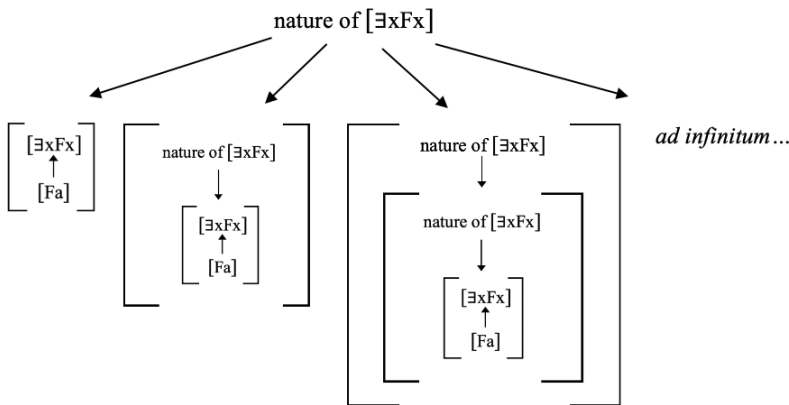 nature of [∃xFx]
[∃xFx]
[Fa]
nature of [∃xFx]
[∃xFx]
[Fa]
nature of [∃xFx]
nature of [∃xFx]
[∃xFx]
[Fa]
ad infinitum...